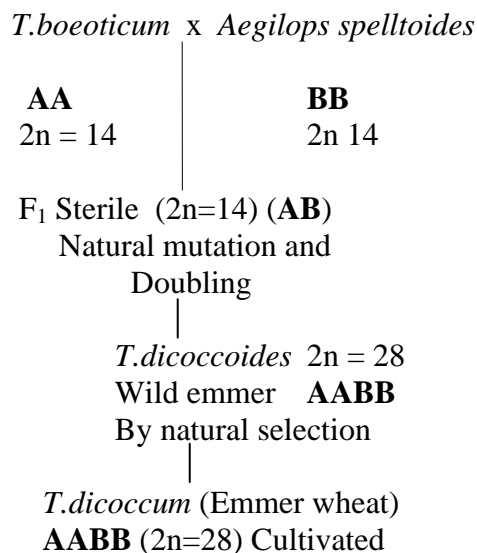 T.boeoticum x Aegilops spelltoides
AA BB
2n = 14 2n 14
F₁ Sterile (2n=14) (AB)
Natural mutation and
Doubling
T.dicoccoides 2n = 28
Wild emmer AABB
By natural selection
T.dicoccum (Emmer wheat)
AABB (2n=28) Cultivated